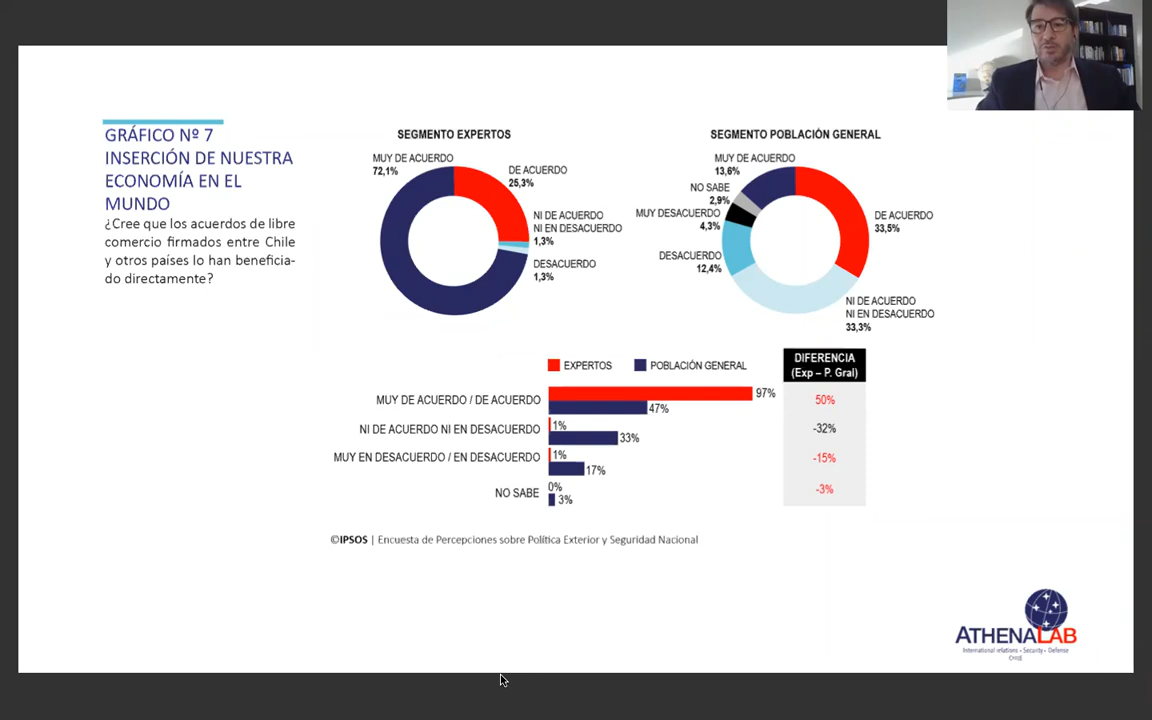 GRÁFICO Nº 7
INSERCIÓN DE NUESTRA
ECONOMÍA EN EL
MUNDO
¿Cree que los acuerdos de libre
comercio firmados entre Chile
y otros países lo han beneficia-
do directamente?
SEGMENTO EXPERTOS
MUY DE ACUERDO
72,1%
DE ACUERDO
25,3%
NI DE ACUERDO
NI EN DESACUERDO
1,3%
DESACUERDO
1,3%
SEGMENTO POBLACIÓN GENERAL
MUY DE ACUERDO
13,6%
NO SABE
2,9%
MUY DESACUERDO
4,3%
DESACUERDO
12,4%
DE ACUERDO
33,5%
NI DE ACUERDO
NI EN DESACUERDO
33,3%
EXPERTOS POBLACIÓN GENERAL
DIFERENCIA
(Exp – P. Gral)
MUY DE ACUERDO / DE ACUERDO 97% 47% 50%
NI DE ACUERDO NI EN DESACUERDO 1% 33% -32%
MUY EN DESACUERDO / EN DESACUERDO 1% 17% -15%
NO SABE 0% 3% -3%
©IPSOS | Encuesta de Percepciones sobre Política Exterior y Seguridad Nacional
ATHENALAB
International relations • Security • Defense
CHILE